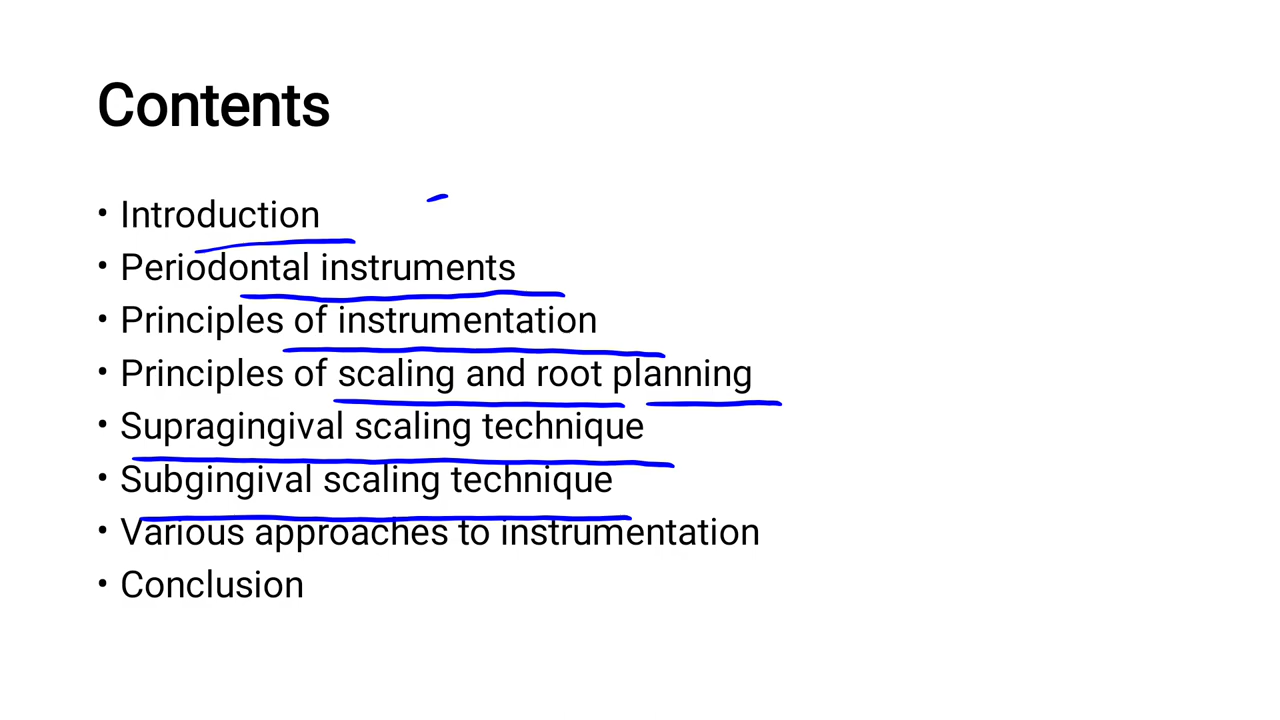 Contents
• Introduction
• Periodontal instruments
• Principles of instrumentation
• Principles of scaling and root planning
• Supragingival scaling technique
• Subgingival scaling technique
• Various approaches to instrumentation
• Conclusion